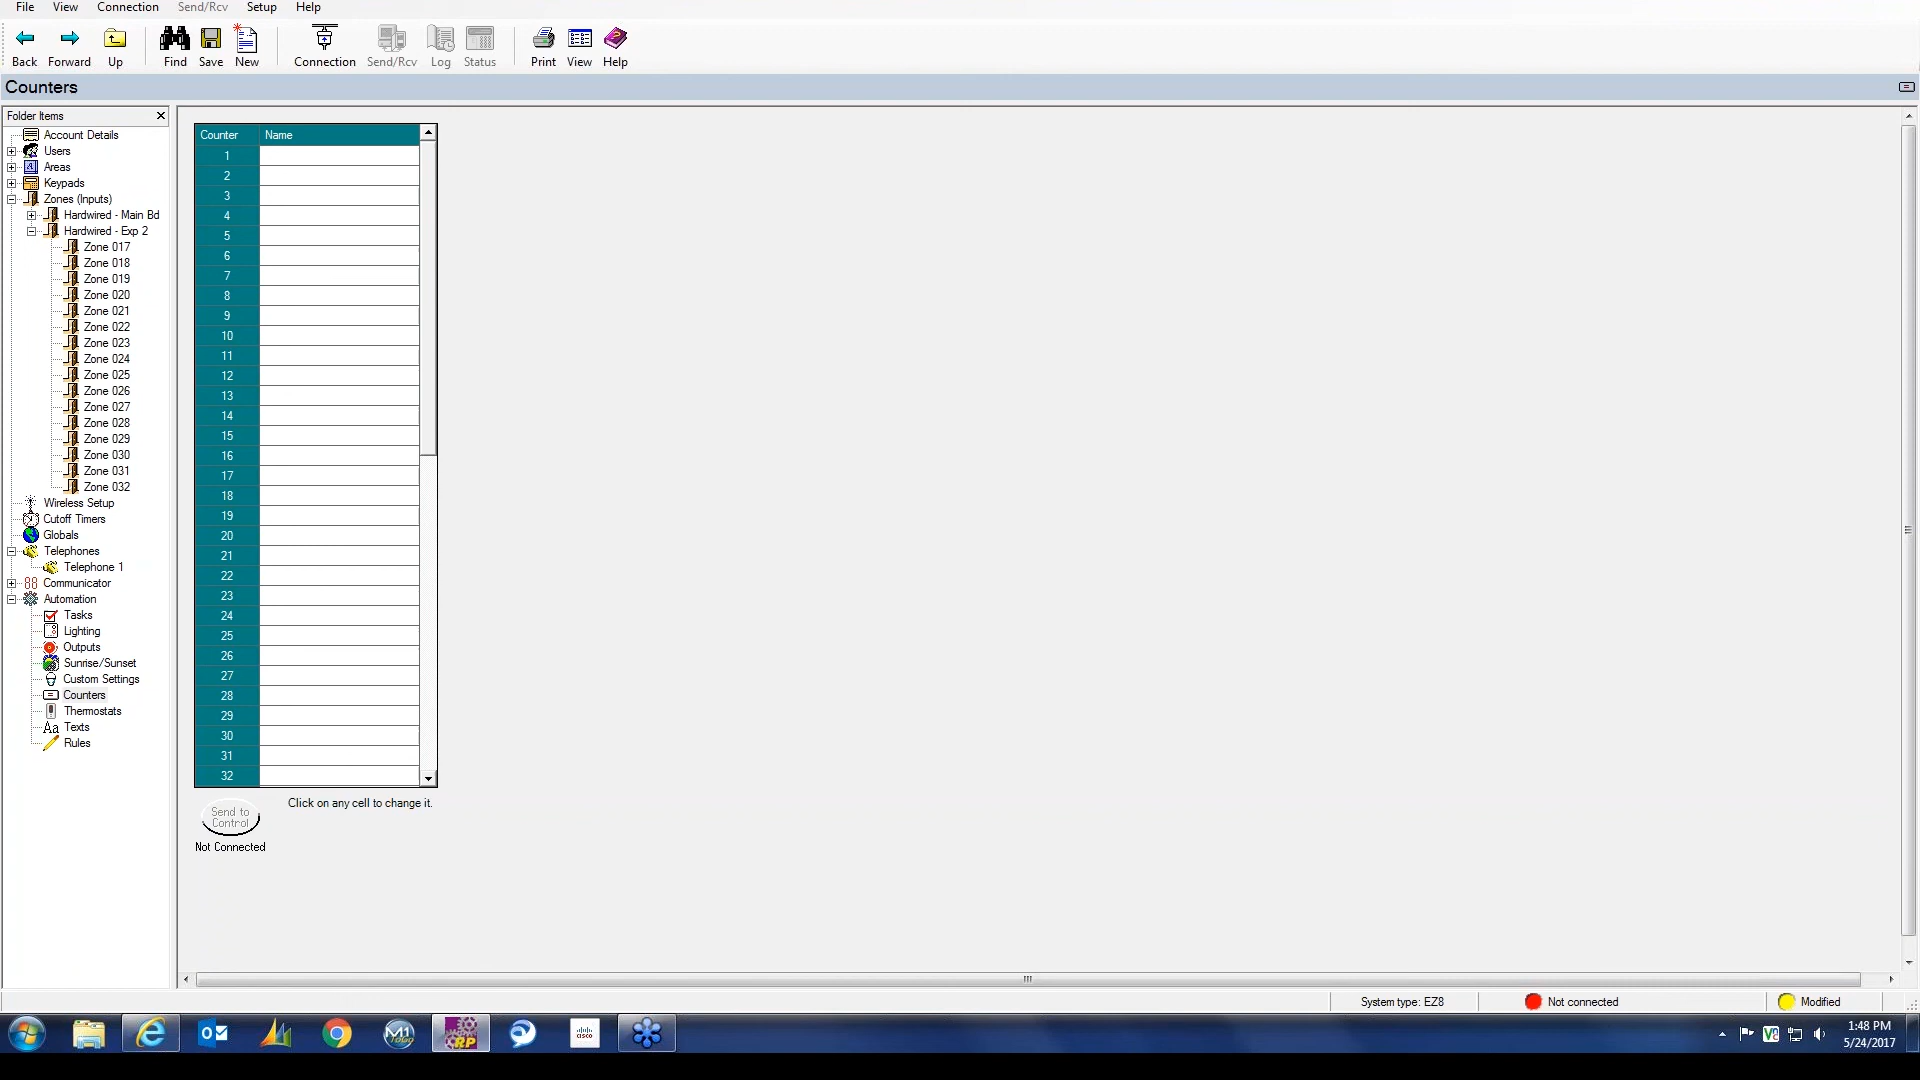 File View Connection Send/Rcv Setup Help
Back Forward Up Find Save New Connection Send/Rcv Log Status Print View Help
Counters
Folder Items
Account Details
Users
Areas
Keypads
Zones (Inputs)
Hardwired - Main Bd
Hardwired - Exp 2
Zone 017
Zone 018
Zone 019
Zone 020
Zone 021
Zone 022
Zone 023
Zone 024
Zone 025
Zone 026
Zone 027
Zone 028
Zone 029
Zone 030
Zone 031
Zone 032
Wireless Setup
Cutoff Timers
Globals
Telephones
Telephone 1
Communicator
Automation
Tasks
Lighting
Outputs
Sunrise/Sunset
Custom Settings
Counters
Thermostats
Aa Texts
Rules
Counter Name
1
2
3
4
5
6
7
8
9
10
11
12
13
14
15
16
17
18
19
20
21
22
23
24
25
26
27
28
29
30
31
32
Send to
Control
Click on any cell to change it.
Not Connected
System type: EZ8 Not connected Modified
M1 RP cisco
1:48 PM
5/24/2017